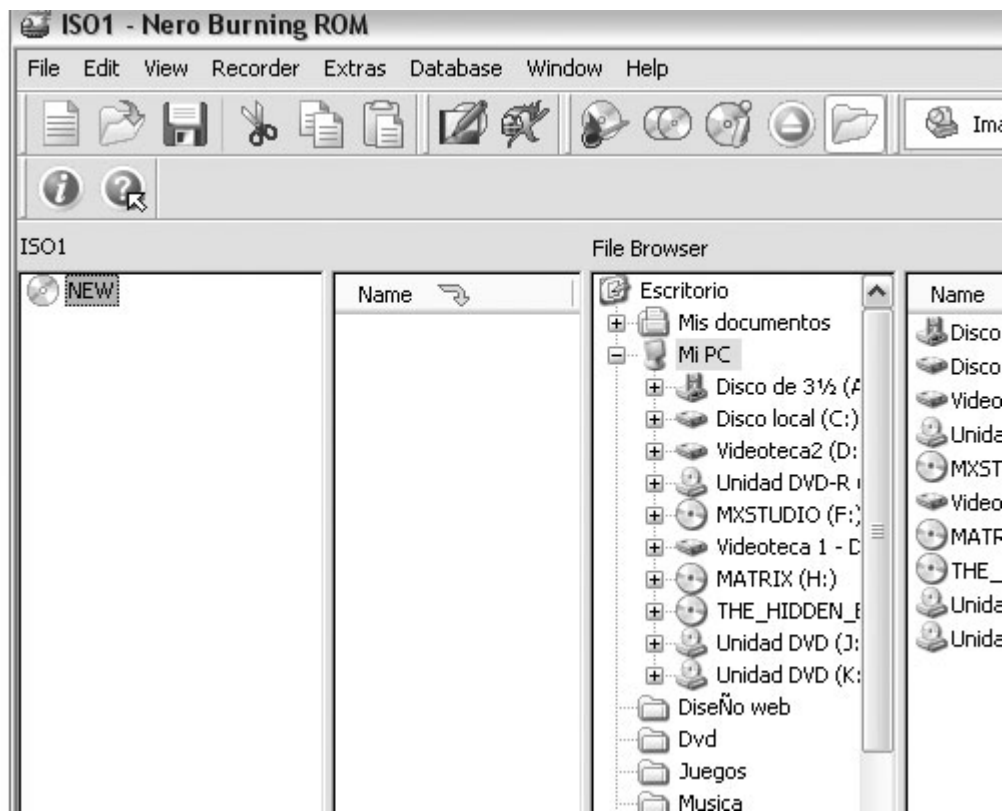 ISO1 - Nero Burning ROM
File Edit View Recorder Extras Database Window Help
ISO1
File Browser
NEW
Name
Escritorio
Mis documentos
Mi PC
Disco de 3½ (A
Disco local (C:)
Videoteca2 (D:
Unidad DVD-R
MXSTUDIO (F:)
Videoteca 1 - D
MATRIX (H:)
THE_HIDDEN_E
Unidad DVD (J:
Unidad DVD (K:
DiseÑo web
Dvd
Juegos
Musica
Name
Disco
Disco
Video
Unida
MXST
Video
MATR
THE_
Unida
Unida